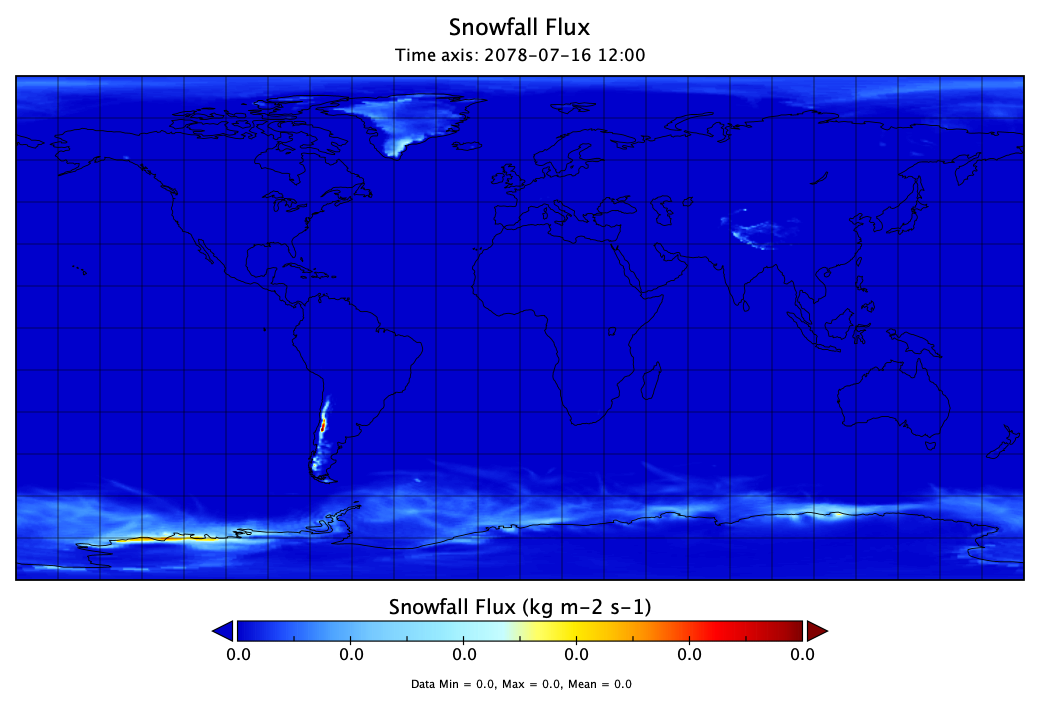 Snowfall Flux
Time axis: 2078-07-16 12:00
Snowfall Flux (kg m-2 s-1)
0.0 0.0 0.0 0.0 0.0 0.0
Data Min = 0.0, Max = 0.0, Mean = 0.0